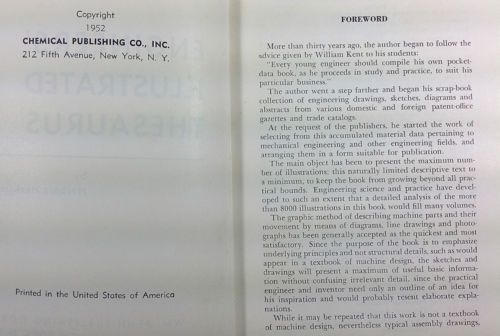 Copyright
1952
CHEMICAL PUBLISHING CO., INC.
212 Fifth Avenue, New York, N. Y.
Printed in the United States of America
FOREWORD
More than thirty years ago, the author began to follow the
advice given by William Kent to his students:
"Every young engineer should compile his own pocket-
data book, as he proceeds in study and practice, to suit his
particular business."
The author went a step farther and began his scrap-book
collection of engineering drawings, sketches, diagrams and
abstracts from various domestic and foreign patent-office
gazettes and trade catalogs.
At the request of the publishers, he started the work of
selecting from this accumulated material data pertaining to
mechanical engineering and other engineering fields, and
arranging them in a form suitable for publication.
The main object has been to present the maximum num-
ber of illustrations; this naturally limited descriptive text to
a minimum, to keep the book from growing beyond all prac-
tical bounds. Engineering science and practice have devel-
oped to such an extent that a detailed analysis of the more
than 8000 illustrations in this book would fill many volumes.
The graphic method of describing machine parts and their
movement by means of diagrams, line drawings and photo-
graphs has been generally accepted as the quickest and most
satisfactory. Since the purpose of the book is to emphasize
underlying principles and not structural details, such as would
appear in a textbook of machine design, the sketches and
drawings will present a maximum of useful basic informa-
tion without confusing irrelevant detail, since the practical
engineer and inventor need only an outline of an idea for
his inspiration and would probably resent elaborate expla-
nations.
While it may be repeated that this work is not a textbook
of machine design, nevertheless typical assembly drawings,